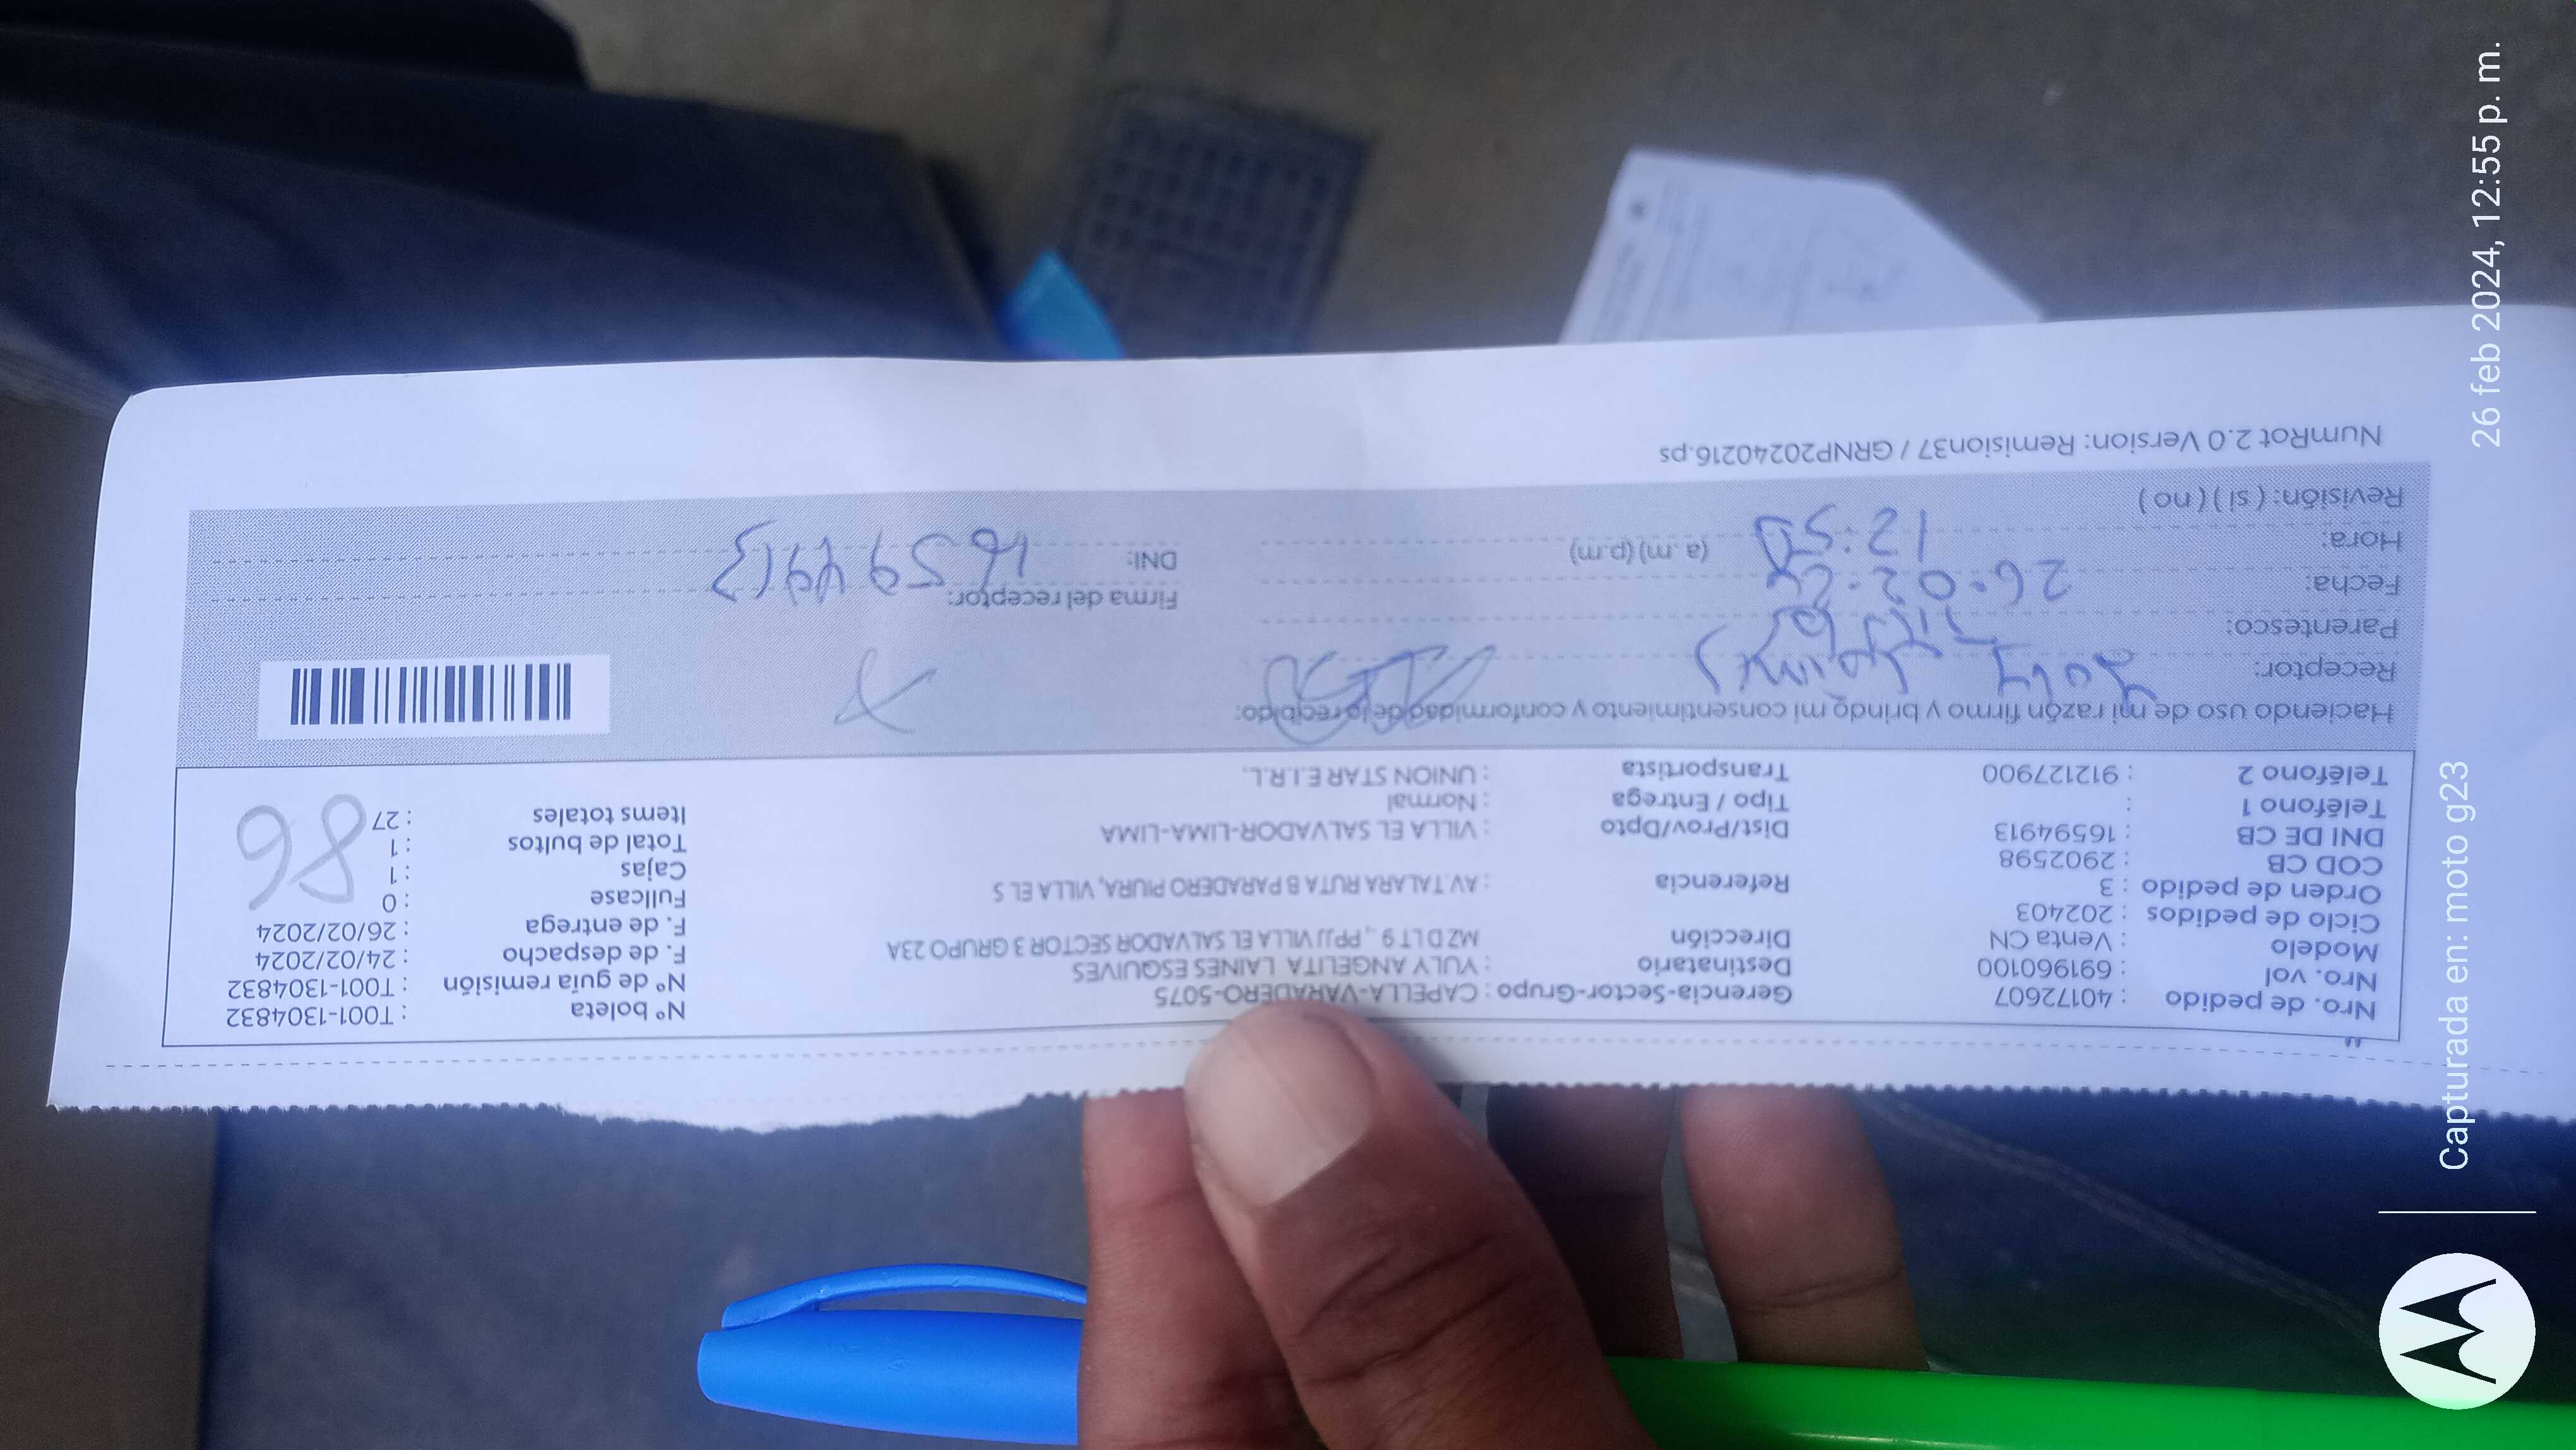 Nro. de pedido : 40172607
Nro. vol : 691960100
Modelo : Venta CN
Ciclo de pedidos : 202403
Orden de pedido : 3
COD CB : 2902598
DNI DE CB : 16594913
Teléfono 1 :
Teléfono 2 : 912127900
Gerencia-Sector-Grupo : CAPELLA-VARADERO-5075
Destinatario : YULY ANGELITA LAINES ESQUIVES
Dirección MZ D LT 9 ., PPJJ VILLA EL SALVADOR SECTOR 3 GRUPO 23A
Referencia : AV.TALARA RUTA B PARADERO PIURA, VILLA EL S
Dist/Prov/Dpto : VILLA EL SALVADOR-LIMA-LIMA
Tipo / Entrega : Normal
Transportista : UNION STAR E.I.R.L.
N° boleta : T001-1304832
N° de guía remisión : T001-1304832
F. de despacho : 24/02/2024
F. de entrega : 26/02/2024
Fullcase : 0
Cajas : 1
Total de bultos : 1
Items totales : 27
86
Haciendo uso de mi razón firmo y brindo mi consentimiento y conformidad de lo recibido:
Receptor: Yuly
Parentesco:
Fecha: 26.02.24
Hora: 12:50 (a. m) (p.m)
Revisión: ( si ) ( no )
X
Firma del receptor:
DNI: 16594913
NumRot 2.0 Version: Remision37 / GRNP20240216.ps
Capturada en: moto g23
26 feb 2024, 12:55 p. m.